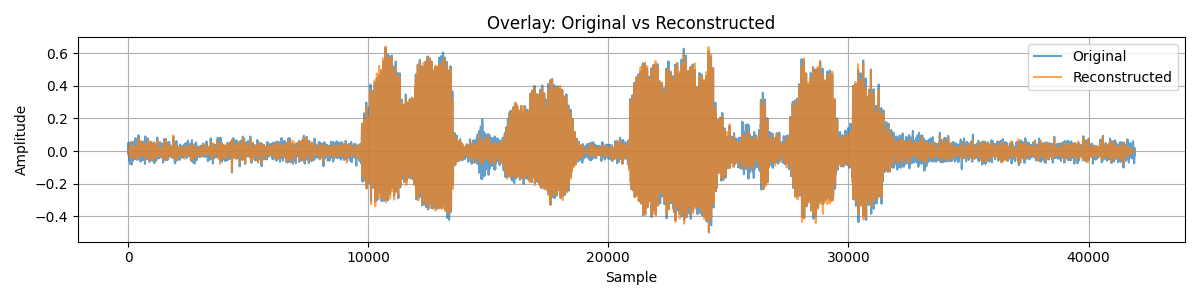 Overlay: Original vs Reconstructed
Original
Reconstructed
Amplitude
0.6
0.4
0.2
0.0
−0.2
−0.4
0
10000
20000
30000
40000
Sample